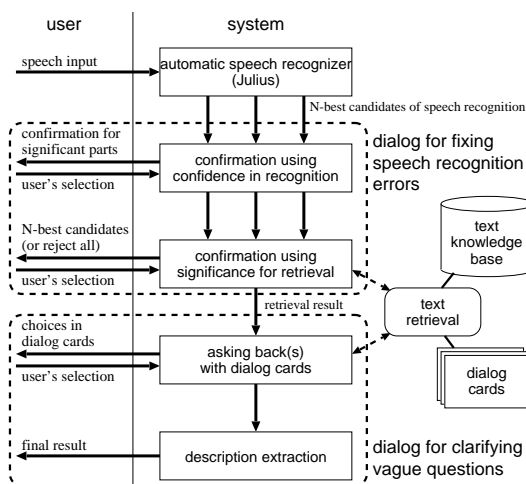 user
system
speech input
automatic speech recognizer
(Julius)
N-best candidates of speech recognition
confirmation for
significant parts
user's selection
confirmation using
confidence in recognition
dialog for fixing
speech recognition
errors
N-best candidates
(or reject all)
user's selection
confirmation using
significance for retrieval
text
knowledge
base
retrieval result
text
retrieval
choices in
dialog cards
user's selection
asking back(s)
with dialog cards
dialog
cards
final result
description extraction
dialog for clarifying
vague questions